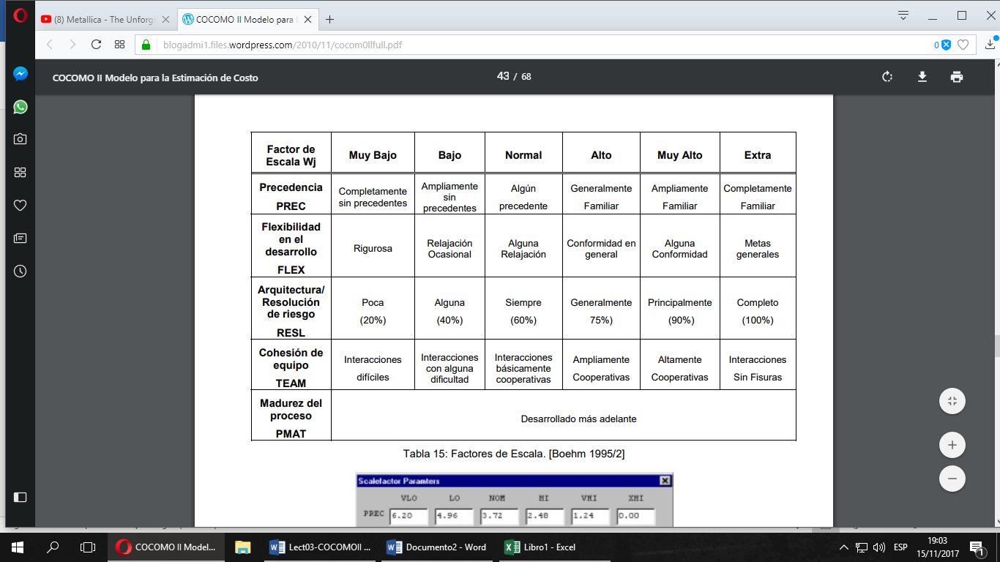 (8) Metallica - The Unforgi
COCOMO II Modelo para l
blogadmi1.files.wordpress.com/2010/11/cocom0llfull.pdf
0
COCOMO II Modelo para la Estimación de Costo
43 / 68
Factor de
Escala Wj
Muy Bajo
Bajo
Normal
Alto
Muy Alto
Extra
Precedencia
PREC
Completamente
sin precedentes
Ampliamente
sin
precedentes
Algún
precedente
Generalmente
Familiar
Ampliamente
Familiar
Completamente
Familiar
Flexibilidad
en el
desarrollo
FLEX
Rigurosa
Relajación
Ocasional
Alguna
Relajación
Conformidad en
general
Alguna
Conformidad
Metas
generales
Arquitectura/
Resolución
de riesgo
RESL
Poca
(20%)
Alguna
(40%)
Siempre
(60%)
Generalmente
75%)
Principalmente
(90%)
Completo
(100%)
Cohesión de
equipo
TEAM
Interacciones
difíciles
Interacciones
con alguna
dificultad
Interacciones
básicamente
cooperativas
Ampliamente
Cooperativas
Altamente
Cooperativas
Interacciones
Sin Fisuras
Madurez del
proceso
PMAT
Desarrollado más adelante
Tabla 15: Factores de Escala. [Boehm 1995/2]
Scalefactor Paramters
VLO LO NOM HI VHI XHI
PREC 6.20 4.96 3.72 2.48 1.24 0.00
COCOMO II Model...
Lect03-COCOMOII ...
Documento2 - Word
Libro1 - Excel
ESP
19:03
15/11/2017
1